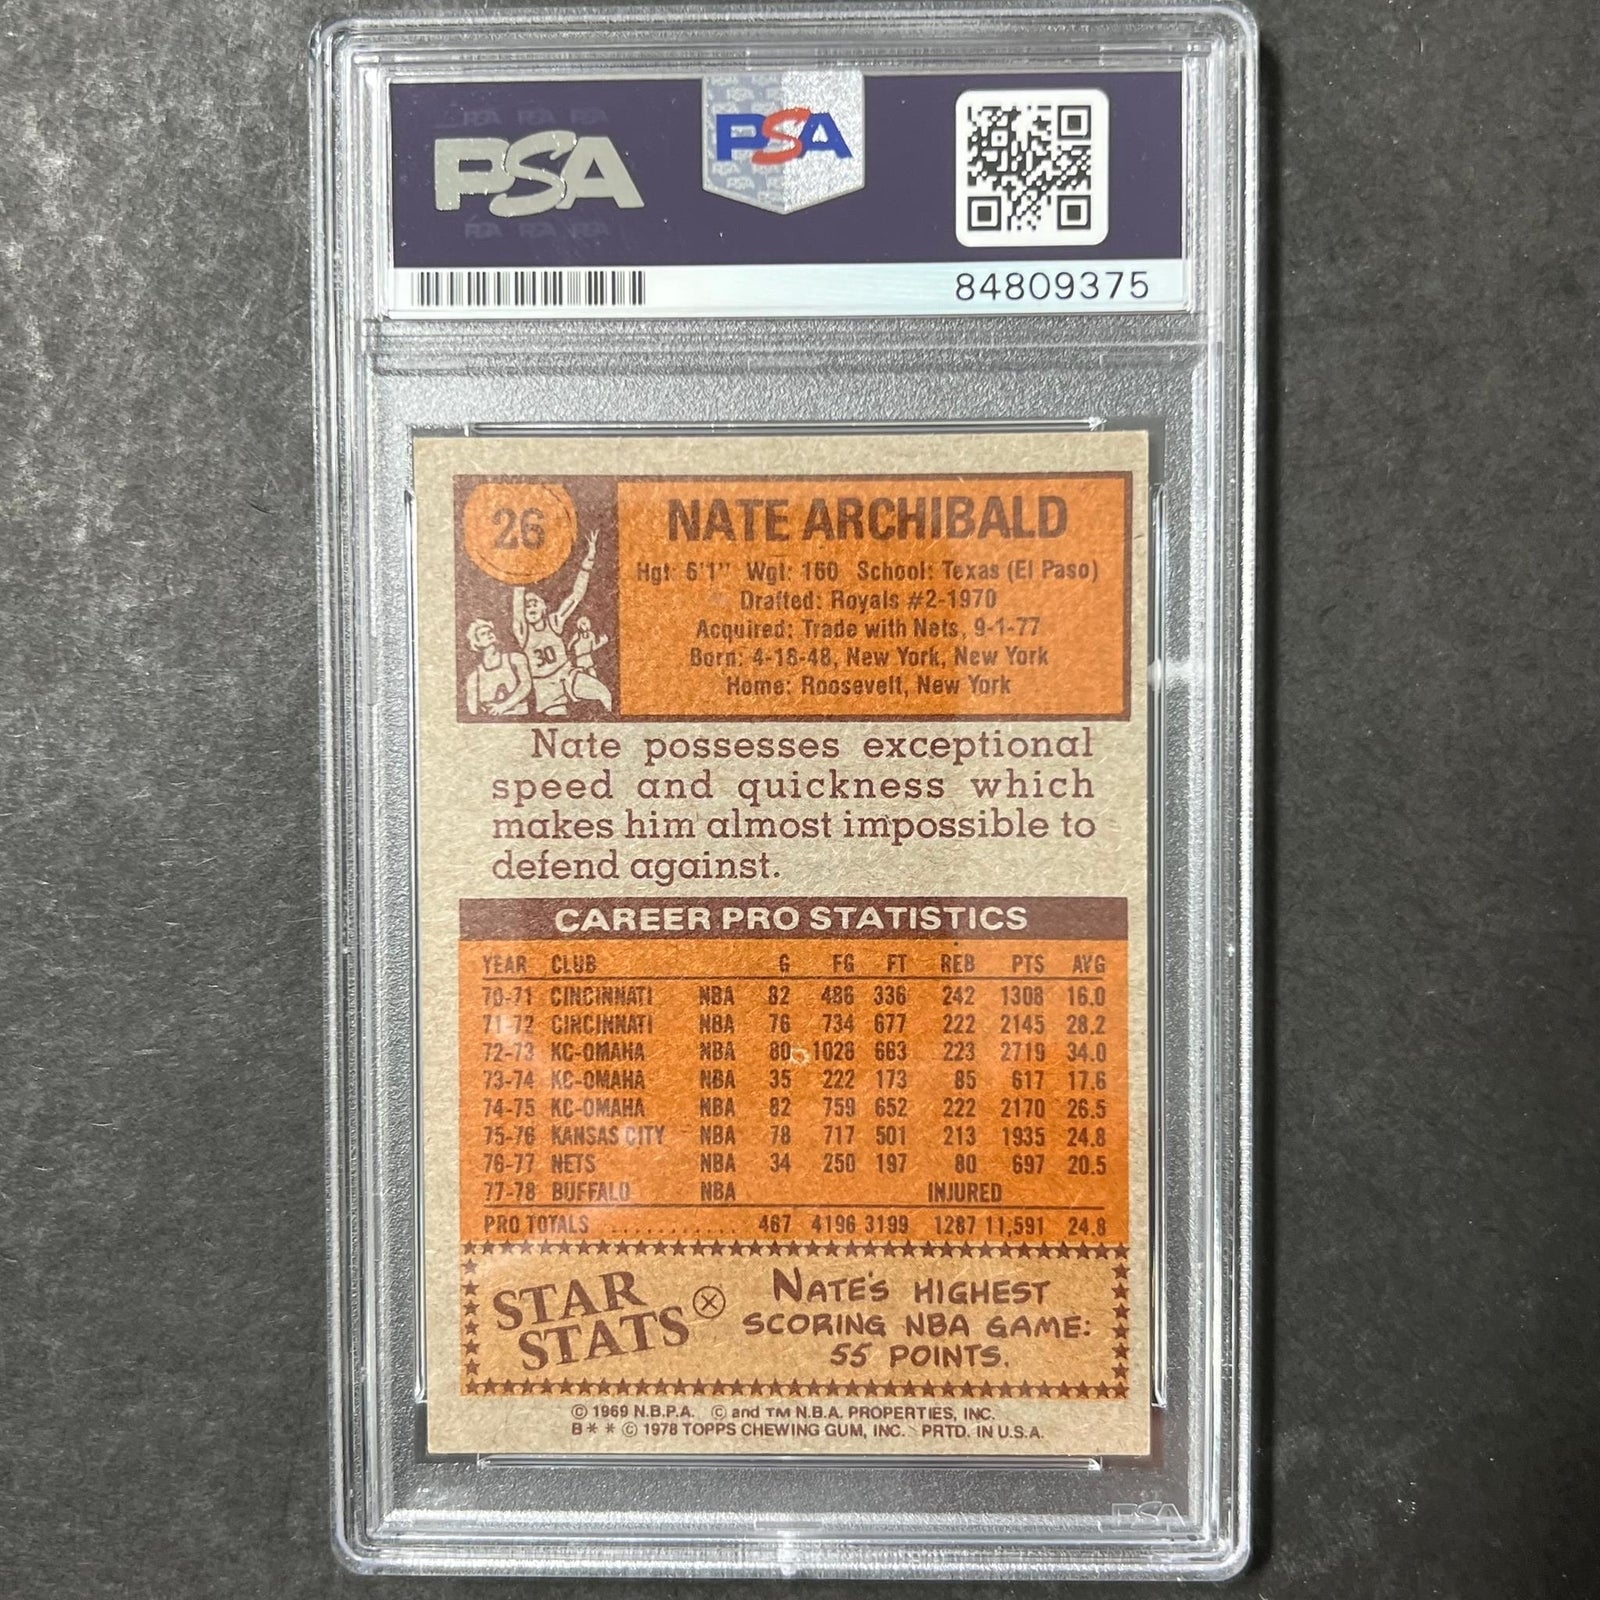 PSA
PSA
84809375
26
NATE ARCHIBALD
Hgt: 6'1" Wgt: 160 School: Texas (El Paso)
Drafted: Royals #2-1970
Acquired: Trade with Nets, 9-1-77
Born: 4-18-48, New York, New York
Home: Roosevelt, New York
30
Nate possesses exceptional
speed and quickness which
makes him almost impossible to
defend against.
CAREER PRO STATISTICS
YEAR CLUB G FG FT REB PTS AVG
70-71 CINCINNATI NBA 82 486 336 242 1308 16.0
71-72 CINCINNATI NBA 76 734 677 222 2145 28.2
72-73 KC-OMAHA NBA 80 1028 663 223 2719 34.0
73-74 KC-OMAHA NBA 35 222 173 85 617 17.6
74-75 KC-OMAHA NBA 82 759 652 222 2170 26.5
75-76 KANSAS CITY NBA 78 717 501 213 1935 24.8
76-77 NETS NBA 34 250 197 80 697 20.5
77-78 BUFFALO NBA INJURED
PRO TOTALS .......... 467 4196 3199 1287 11,591 24.8
STAR
STATS
NATE'S HIGHEST
SCORING NBA GAME:
55 POINTS.
© 1969 N.B.P.A. © and TM N.B.A. PROPERTIES, INC.
B * * © 1978 TOPPS CHEWING GUM, INC. PRTD. IN U.S.A.
PSA